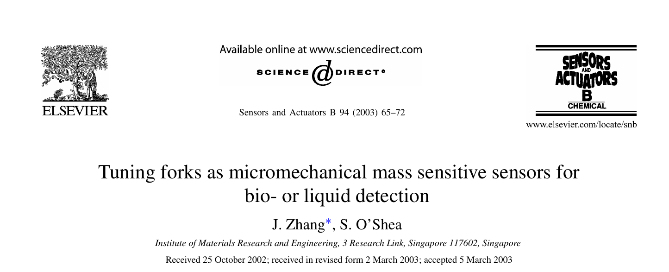 Available online at www.sciencedirect.com
SCIENCE @ DIRECT®
ELSEVIER
SENSORS
AND
ACTUATORS
B
CHEMICAL
Sensors and Actuators B 94 (2003) 65–72
www.elsevier.com/locate/snb
Tuning forks as micromechanical mass sensitive sensors for
bio- or liquid detection
J. Zhang*, S. O'Shea
Institute of Materials Research and Engineering, 3 Research Link, Singapore 117602, Singapore
Received 25 October 2002; received in revised form 2 March 2003; accepted 5 March 2003